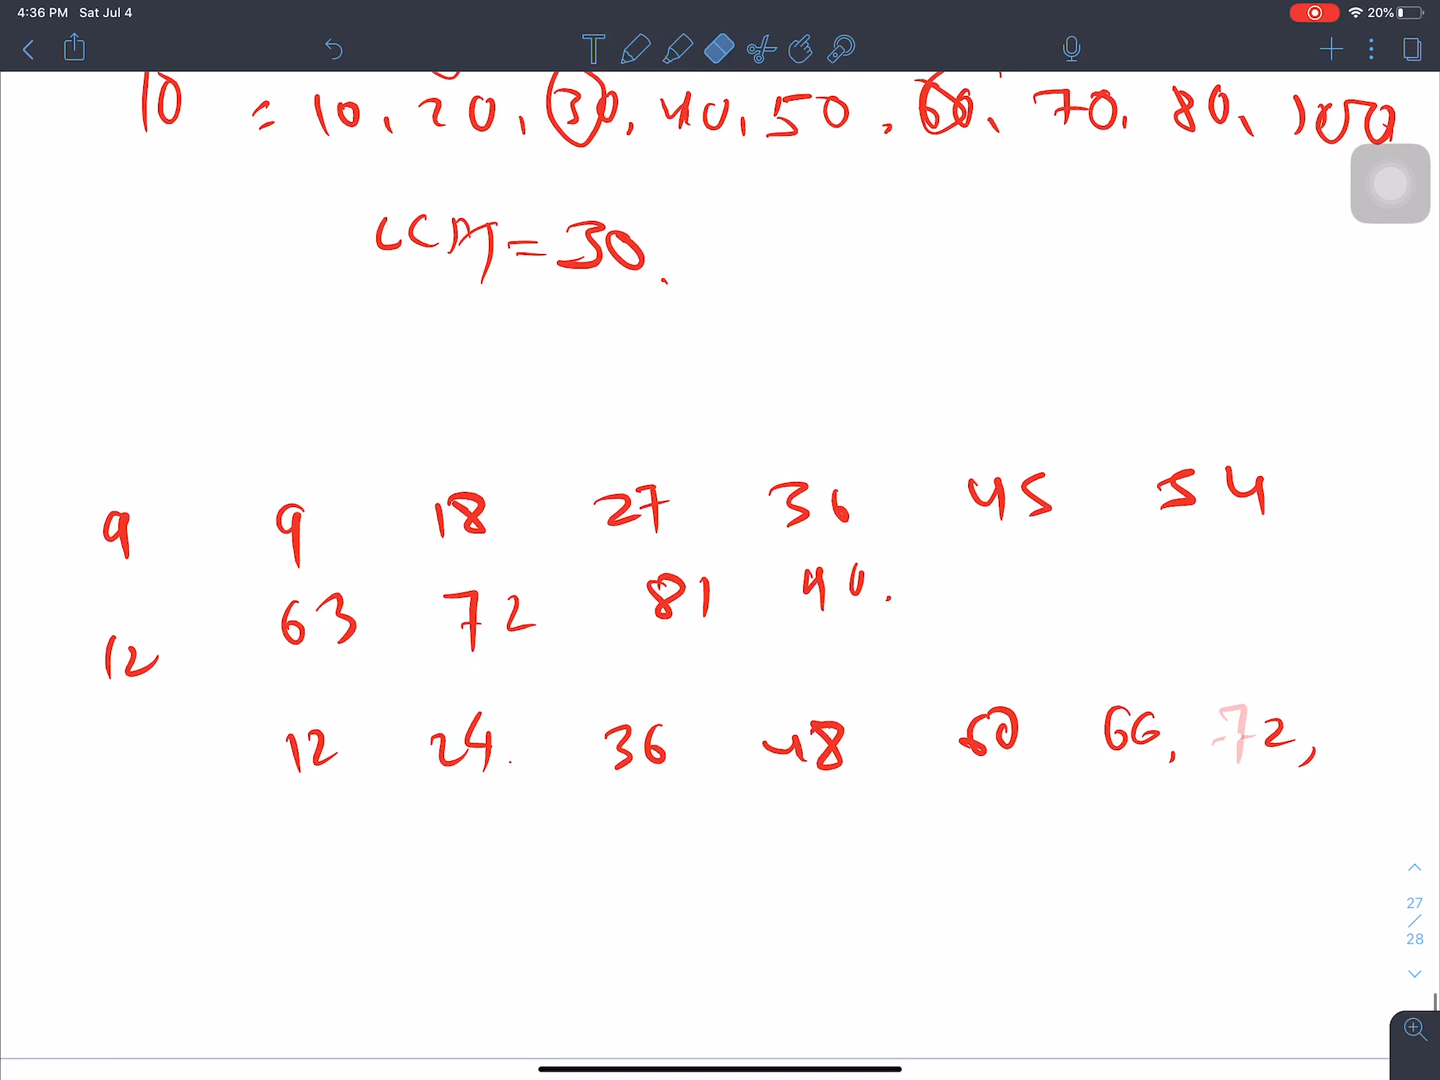 4:36 PM Sat Jul 4 20%
T
10 = 10, 20, 30, 40, 50, 60, 70, 80, 100
LCM = 30.
9 9 18 27 36 45 54
63 72 81 90.
12
12 24. 36 48 60 66, 72,
27
/
28